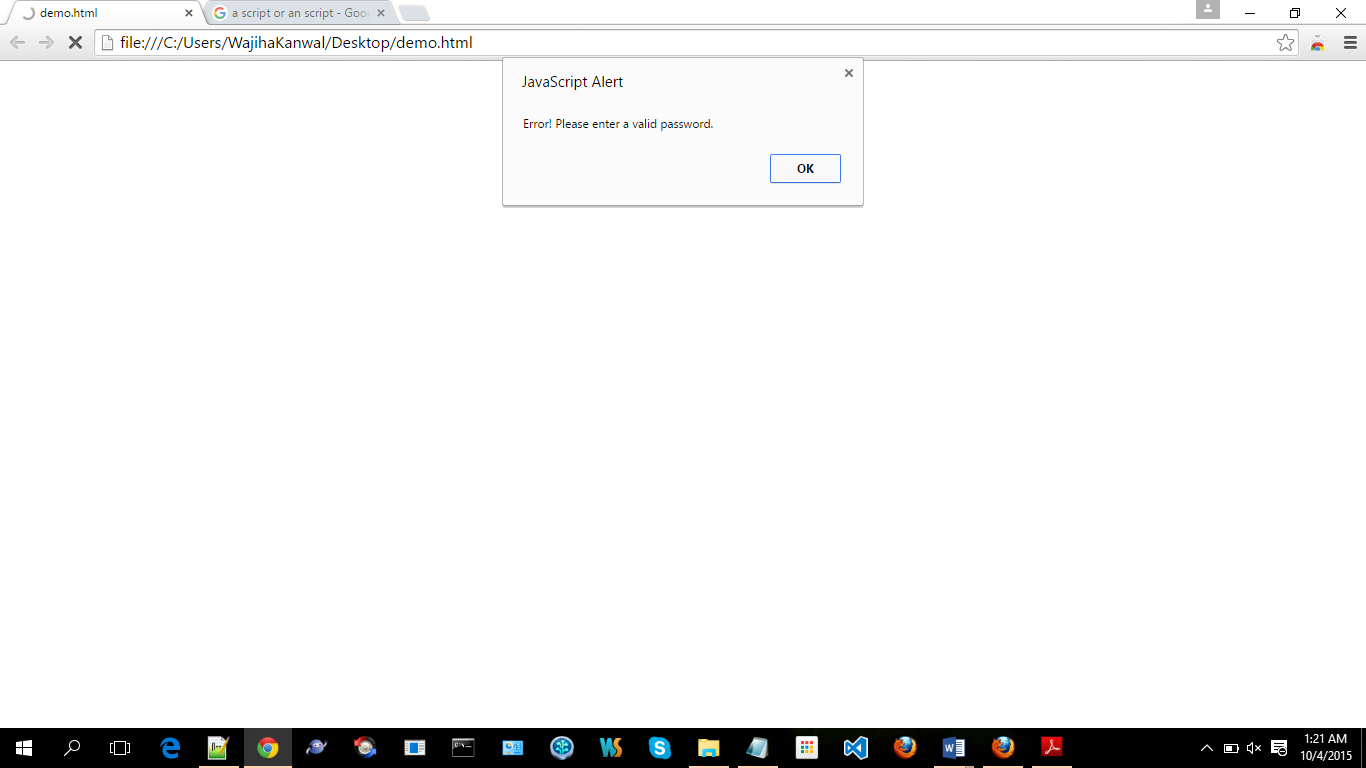 demo.html
a script or an script - Goo
file:///C:/Users/WajihaKanwal/Desktop/demo.html
JavaScript Alert
Error! Please enter a valid password.
OK
1:21 AM
10/4/2015